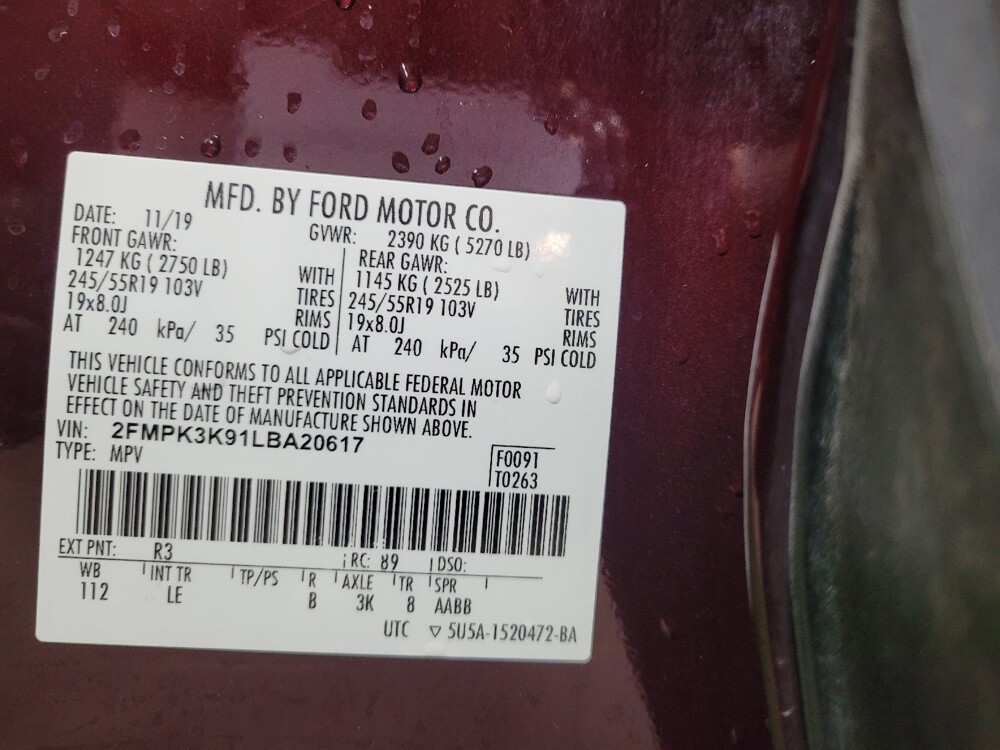 MFD. BY FORD MOTOR CO.
DATE: 11/19 GVWR: 2390 KG ( 5270 LB)
FRONT GAWR: REAR GAWR:
1247 KG ( 2750 LB) WITH 1145 KG ( 2525 LB) WITH
245/55R19 103V TIRES 245/55R19 103V TIRES
19x8.0J RIMS 19x8.0J RIMS
AT 240 kPa/ 35 PSI COLD AT 240 kPa/ 35 PSI COLD
THIS VEHICLE CONFORMS TO ALL APPLICABLE FEDERAL MOTOR
VEHICLE SAFETY AND THEFT PREVENTION STANDARDS IN
EFFECT ON THE DATE OF MANUFACTURE SHOWN ABOVE.
VIN: 2FMPK3K91LBA20617
TYPE: MPV F0091
T0263
EXT PNT: R3 RC: 89 DSO:
WB INT TR TP/PS R AXLE TR SPR
112 LE B 3K 8 AABB
UTC ▽ 5U5A-1520472-BA